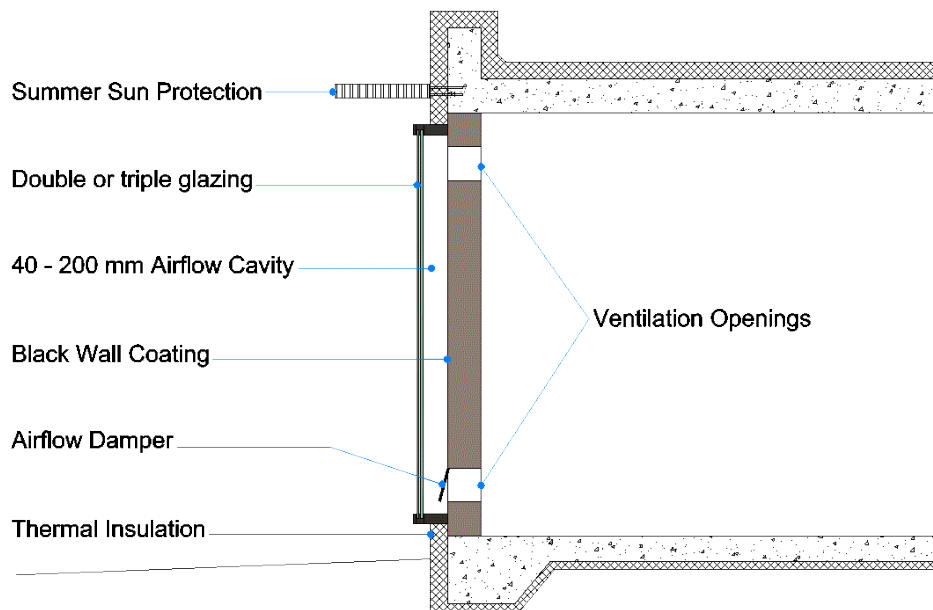 Summer Sun Protection
Double or triple glazing
40 - 200 mm Airflow Cavity
Ventilation Openings
Black Wall Coating
Airflow Damper
Thermal Insulation